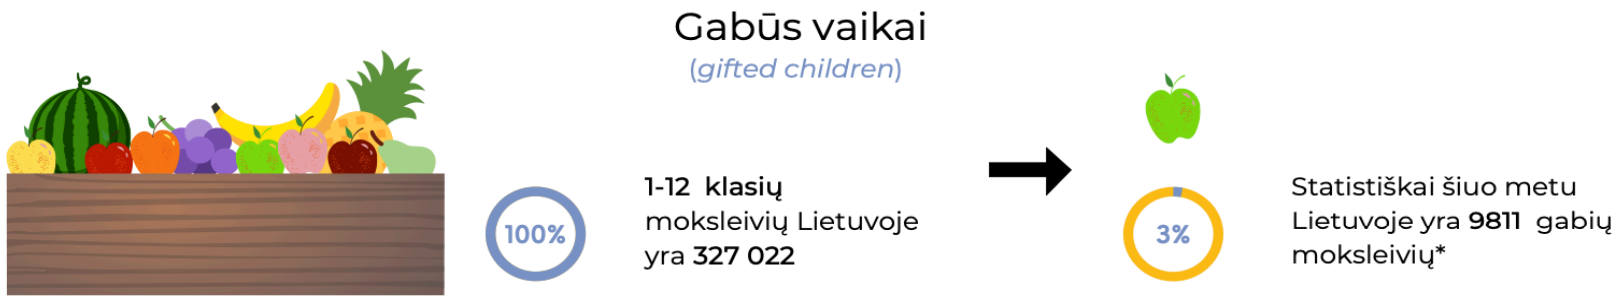 Gabūs vaikai
(gifted children)
100%
1-12 klasių
moksleivių Lietuvoje
yra 327 022
3%
Statistiškai šiuo metu
Lietuvoje yra 9811 gabių
moksleivių*